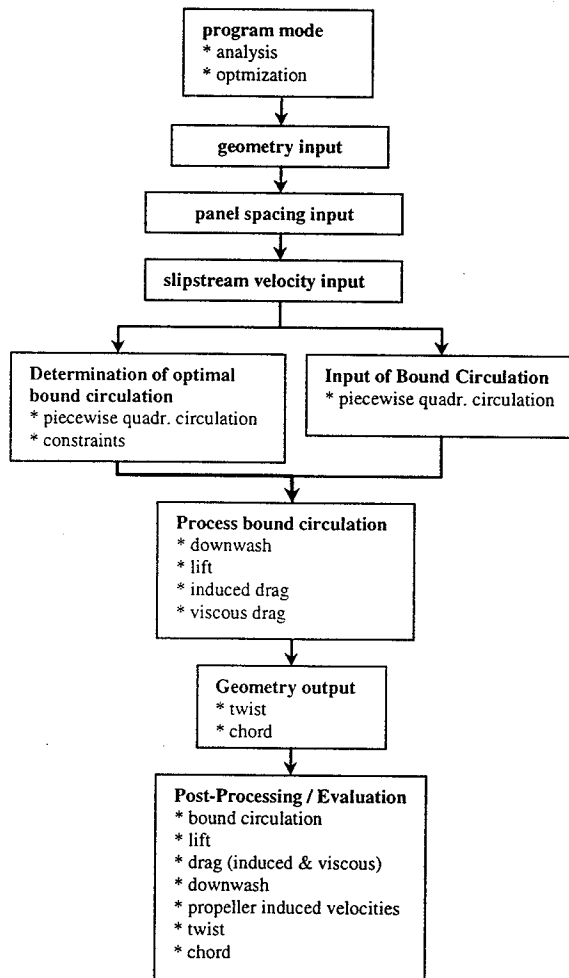 program mode
* analysis
* optmization
geometry input
panel spacing input
slipstream velocity input
Determination of optimal
bound circulation
* piecewise quadr. circulation
* constraints
Input of Bound Circulation
* piecewise quadr. circulation
Process bound circulation
* downwash
* lift
* induced drag
* viscous drag
Geometry output
* twist
* chord
Post-Processing / Evaluation
* bound circulation
* lift
* drag (induced & viscous)
* downwash
* propeller induced velocities
* twist
* chord